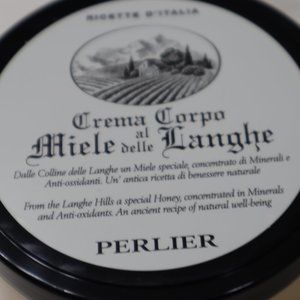 RICETTE D'ITALIA
Crema Corpo
al
Miele delle Langhe
Dalle Colline delle Langhe un Miele speciale, concentrato di Minerali e
Anti-ossidanti. Un' antica ricetta di benessere naturale
From the Langhe Hills a special Honey, concentrated in Minerals
and Anti-oxidants. An ancient recipe of natural well-being
PERLIER